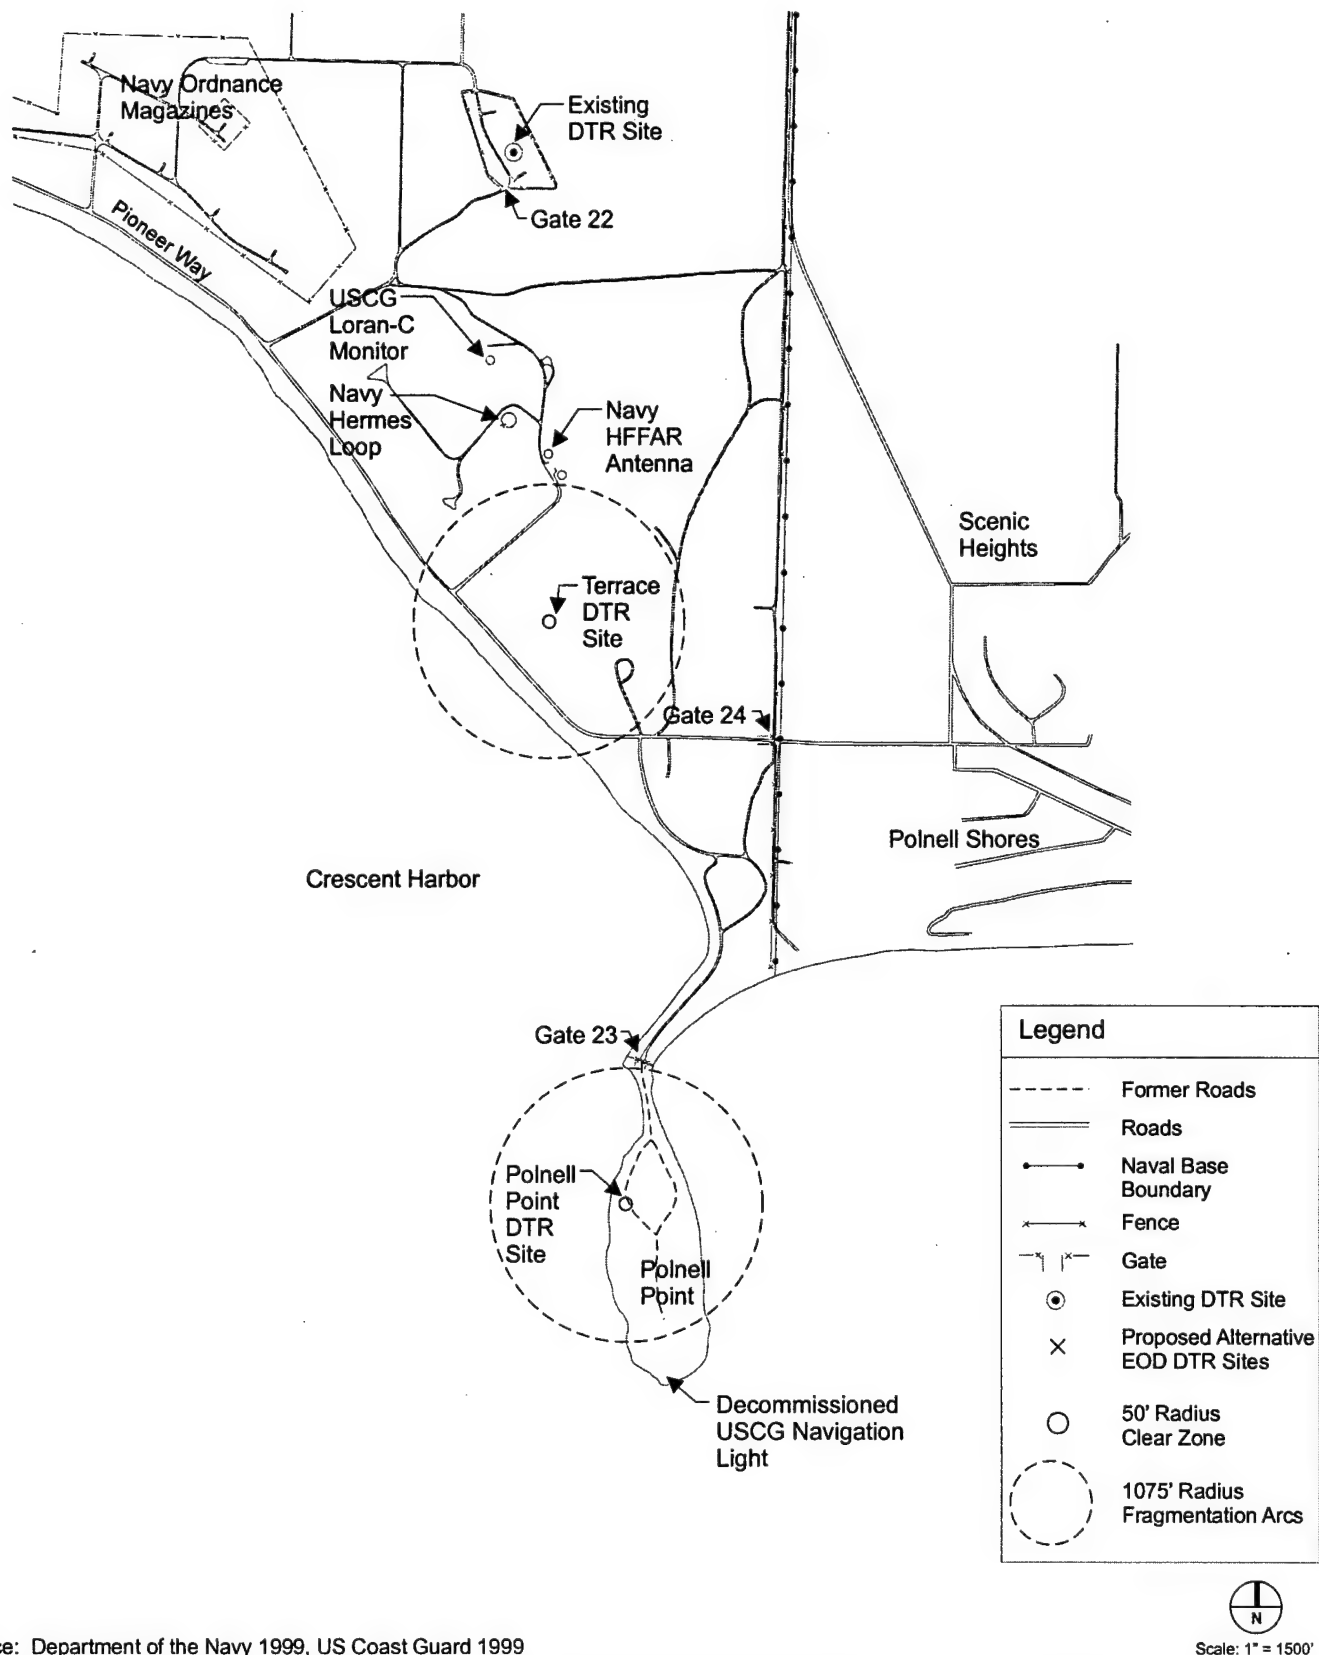 Navy Ordnance
Magazines
Existing
DTR Site
Gate 22
Pioneer Way
USCG
Loran-C
Monitor
Navy
Hermes
Loop
Navy
HFFAR
Antenna
Scenic
Heights
Terrace
DTR
Site
Gate 24
Polnell Shores
Crescent Harbor
Gate 23
Polnell
Point
DTR
Site
Polnell
Point
Decommissioned
USCG Navigation
Light
Legend
Former Roads
Roads
Naval Base
Boundary
Fence
Gate
Existing DTR Site
Proposed Alternative
EOD DTR Sites
50' Radius
Clear Zone
1075' Radius
Fragmentation Arcs
N
Scale: 1" = 1500'
ce: Department of the Navy 1999, US Coast Guard 1999